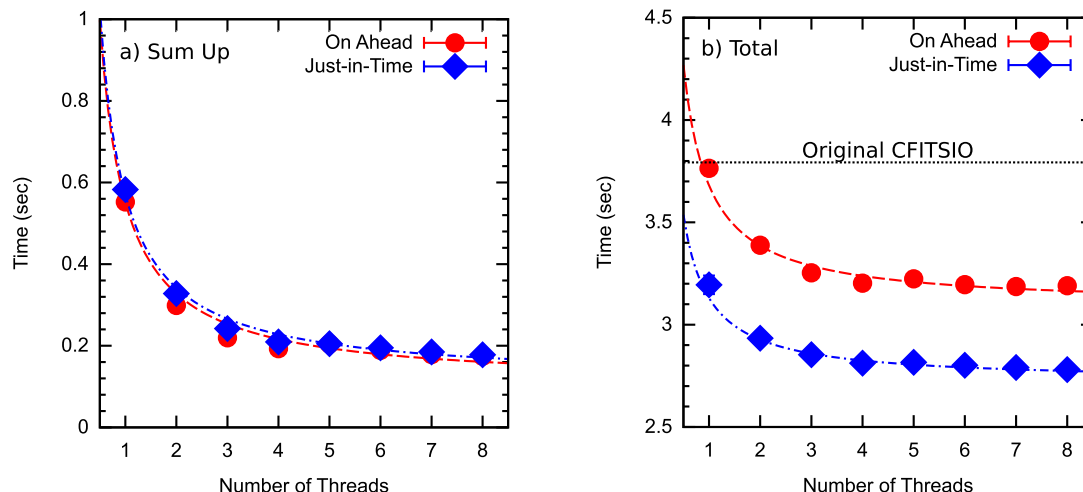 a) Sum Up
On Ahead
Just-in-Time
1
0.8
0.6
0.4
0.2
0
Time (sec)
1 2 3 4 5 6 7 8
Number of Threads
b) Total
On Ahead
Just-in-Time
Original CFITSIO
4.5
4
3.5
3
2.5
Time (sec)
1 2 3 4 5 6 7 8
Number of Threads